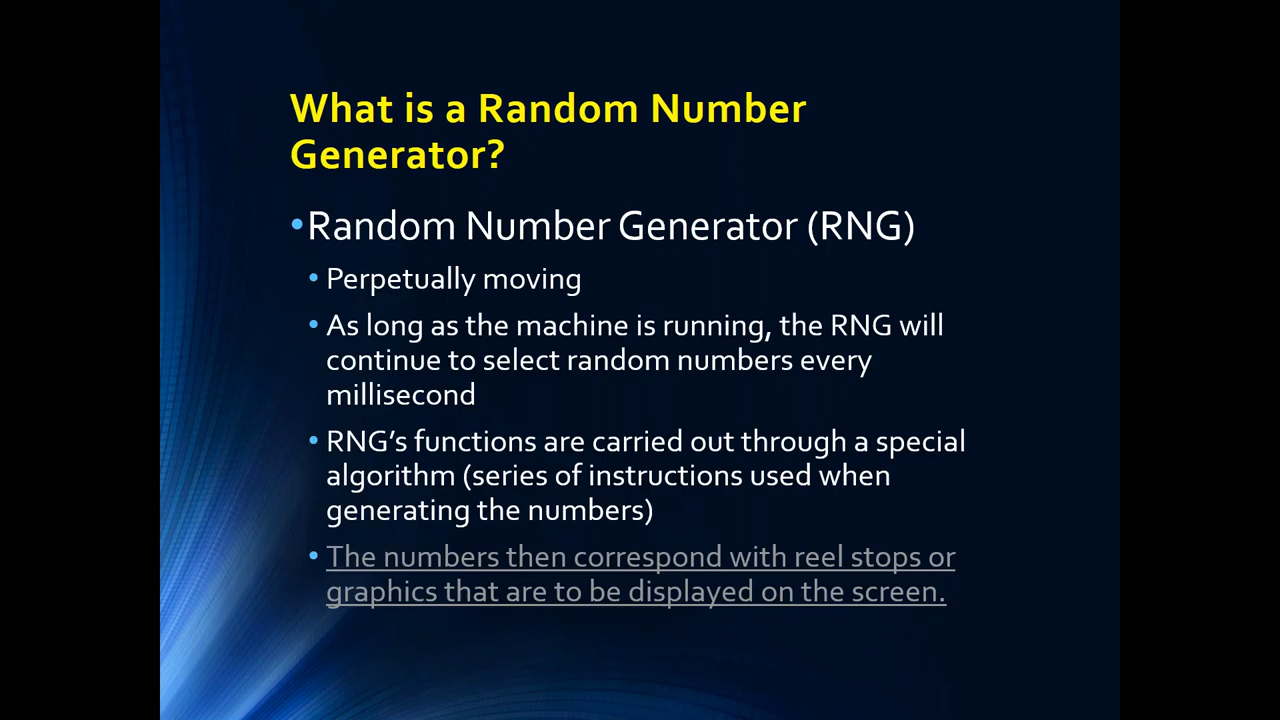 What is a Random Number
Generator?
•Random Number Generator (RNG)
• Perpetually moving
• As long as the machine is running, the RNG will
continue to select random numbers every
millisecond
• RNG’s functions are carried out through a special
algorithm (series of instructions used when
generating the numbers)
• The numbers then correspond with reel stops or
graphics that are to be displayed on the screen.